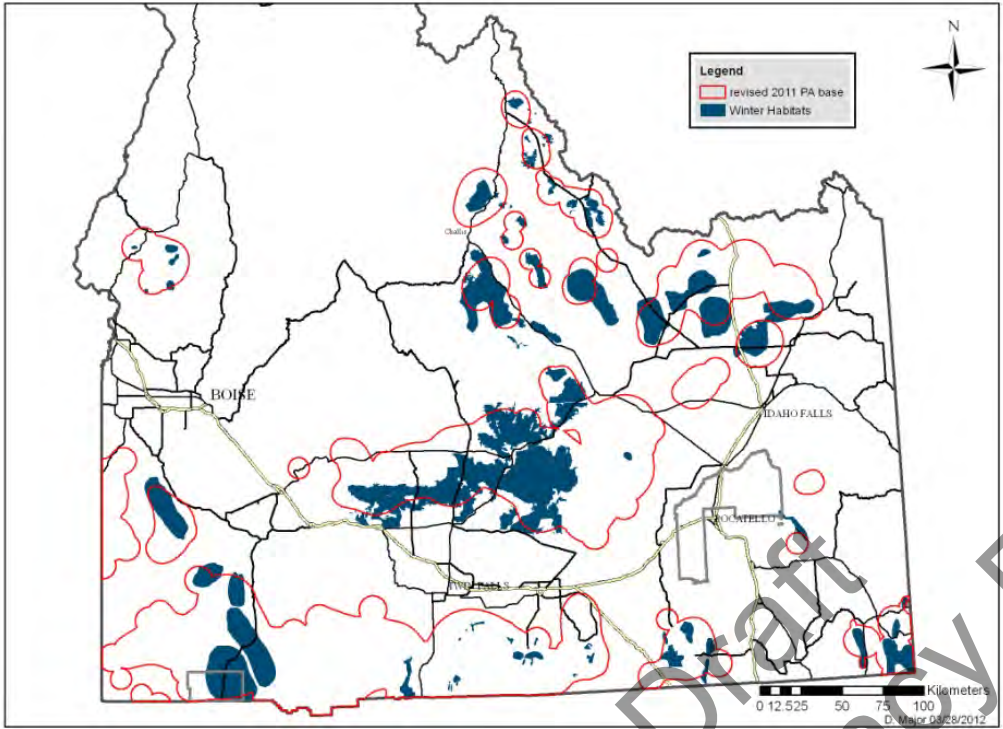 N
Legend
revised 2011 PA base
Winter Habitats
Challis
BOISE
IDAHO FALLS
POCATELLO
TWIN FALLS
Kilometers
0 12.525 50 75 100
D. Major 03/28/2012
Draft